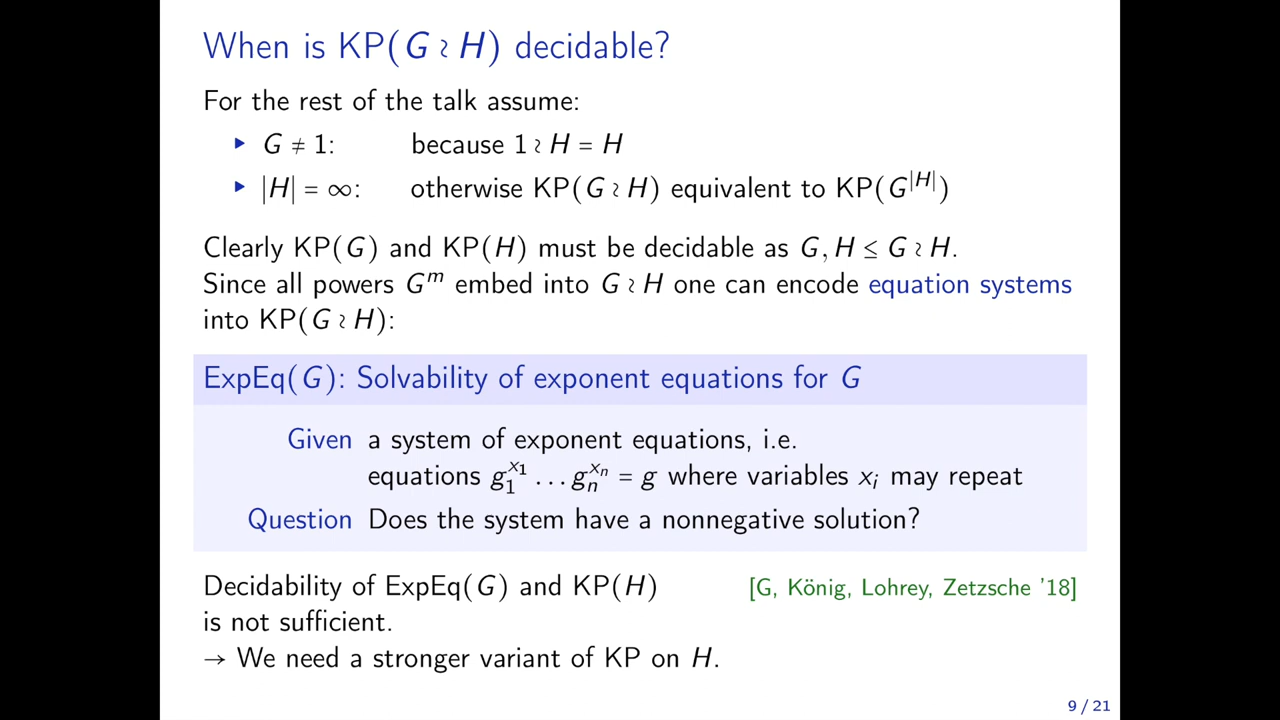 When is KP(G ≀ H) decidable?
For the rest of the talk assume:
▸ G ≠ 1: because 1 ≀ H = H
▸ |H| = ∞: otherwise KP(G ≀ H) equivalent to KP(G^{|H|})
Clearly KP(G) and KP(H) must be decidable as G, H ≤ G ≀ H.
Since all powers G^m embed into G ≀ H one can encode equation systems
into KP(G ≀ H):
ExpEq(G): Solvability of exponent equations for G
Given a system of exponent equations, i.e.
equations g_1^{x_1} … g_n^{x_n} = g where variables x_i may repeat
Question Does the system have a nonnegative solution?
Decidability of ExpEq(G) and KP(H) [G, König, Lohrey, Zetzsche '18]
is not sufficient.
→ We need a stronger variant of KP on H.
9 / 21